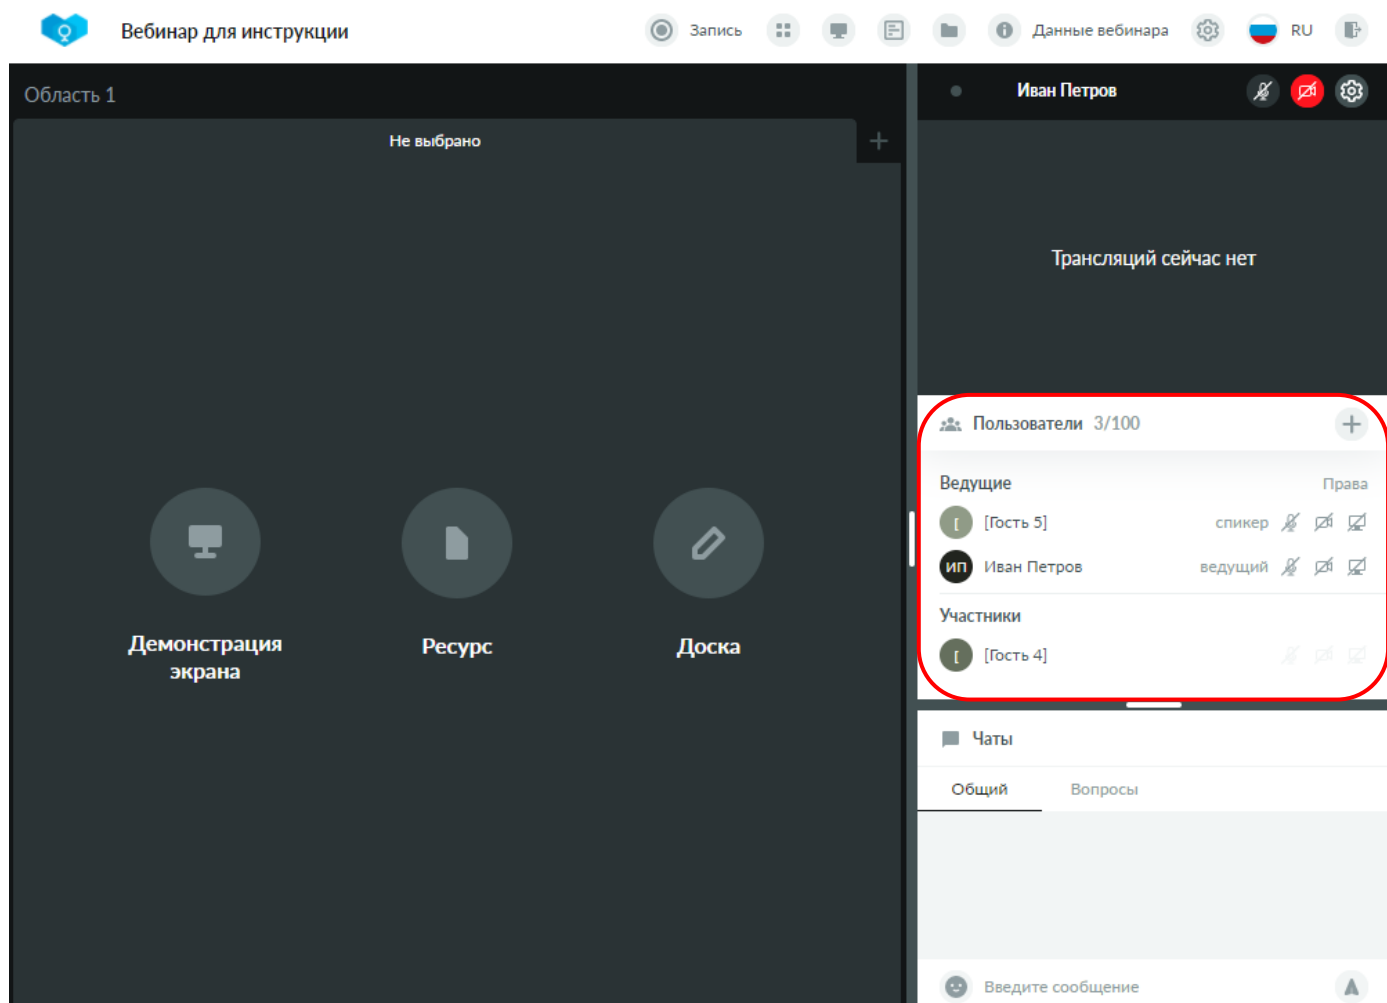 Вебинар для инструкции
Запись
Данные вебинара
RU
Область 1
Не выбрано
Демонстрация
экрана
Ресурс
Доска
Иван Петров
Трансляций сейчас нет
Пользователи 3/100
Ведущие Права
[ [Гость 5] спикер
ИП Иван Петров ведущий
Участники
[ [Гость 4]
Чаты
Общий Вопросы
Введите сообщение